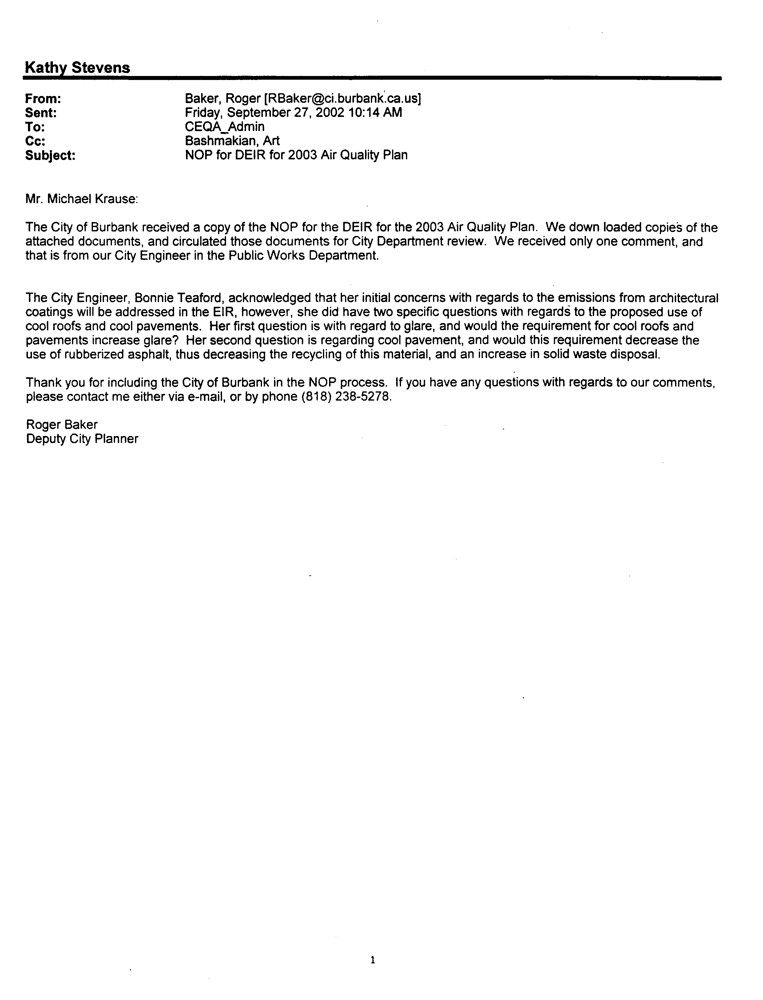 Kathy Stevens
From: Baker, Roger [RBaker@ci.burbank.ca.us]
Sent: Friday, September 27, 2002 10:14 AM
To: CEQA_Admin
Cc: Bashmakian, Art
Subject: NOP for DEIR for 2003 Air Quality Plan
Mr. Michael Krause:
The City of Burbank received a copy of the NOP for the DEIR for the 2003 Air Quality Plan. We down loaded copies of the
attached documents, and circulated those documents for City Department review. We received only one comment, and
that is from our City Engineer in the Public Works Department.
The City Engineer, Bonnie Teaford, acknowledged that her initial concerns with regards to the emissions from architectural
coatings will be addressed in the EIR, however, she did have two specific questions with regards to the proposed use of
cool roofs and cool pavements. Her first question is with regard to glare, and would the requirement for cool roofs and
pavements increase glare? Her second question is regarding cool pavement, and would this requirement decrease the
use of rubberized asphalt, thus decreasing the recycling of this material, and an increase in solid waste disposal.
Thank you for including the City of Burbank in the NOP process. If you have any questions with regards to our comments,
please contact me either via e-mail, or by phone (818) 238-5278.
Roger Baker
Deputy City Planner
1